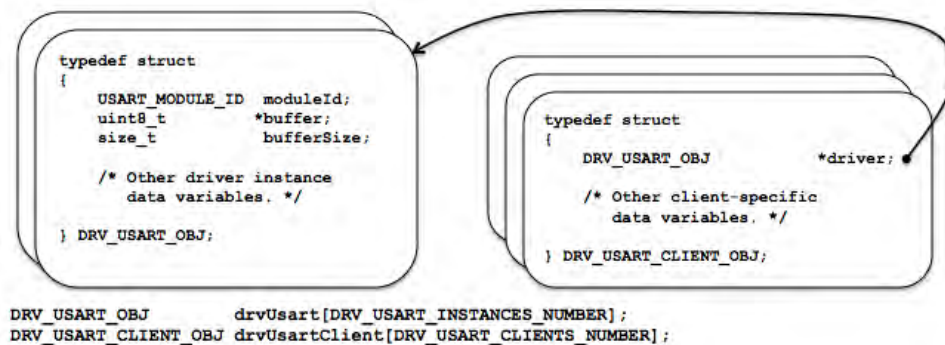 typedef struct
{
USART_MODULE_ID moduleId;
uint8_t *buffer;
size_t bufferSize;
/* Other driver instance
data variables. */
} DRV_USART_OBJ;
typedef struct
{
DRV_USART_OBJ *driver;
/* Other client-specific
data variables. */
} DRV_USART_CLIENT_OBJ;
DRV_USART_OBJ drvUsart[DRV_USART_INSTANCES_NUMBER];
DRV_USART_CLIENT_OBJ drvUsartClient[DRV_USART_CLIENTS_NUMBER];